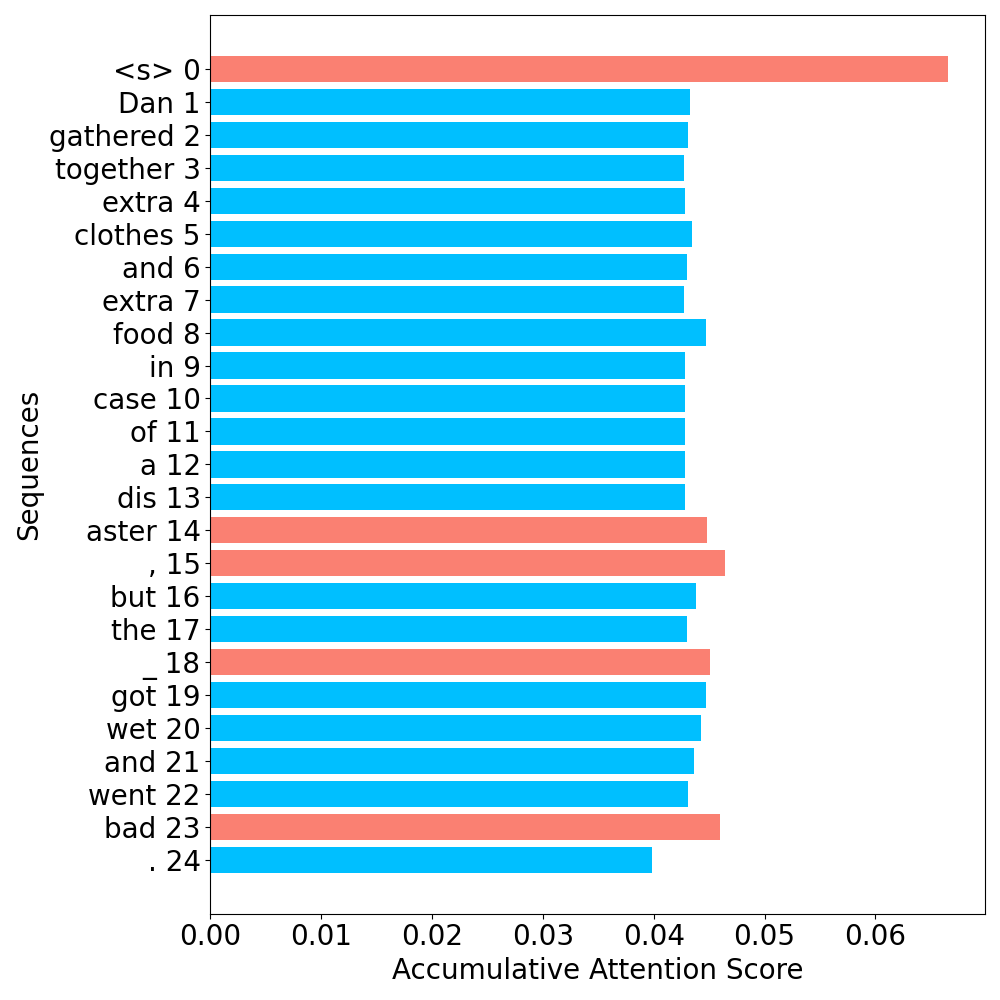 <s> 0
Dan 1
gathered 2
together 3
extra 4
clothes 5
and 6
extra 7
food 8
in 9
case 10
of 11
a 12
dis 13
aster 14
, 15
but 16
the 17
_ 18
got 19
wet 20
and 21
went 22
bad 23
. 24
Sequences
0.00 0.01 0.02 0.03 0.04 0.05 0.06
Accumulative Attention Score